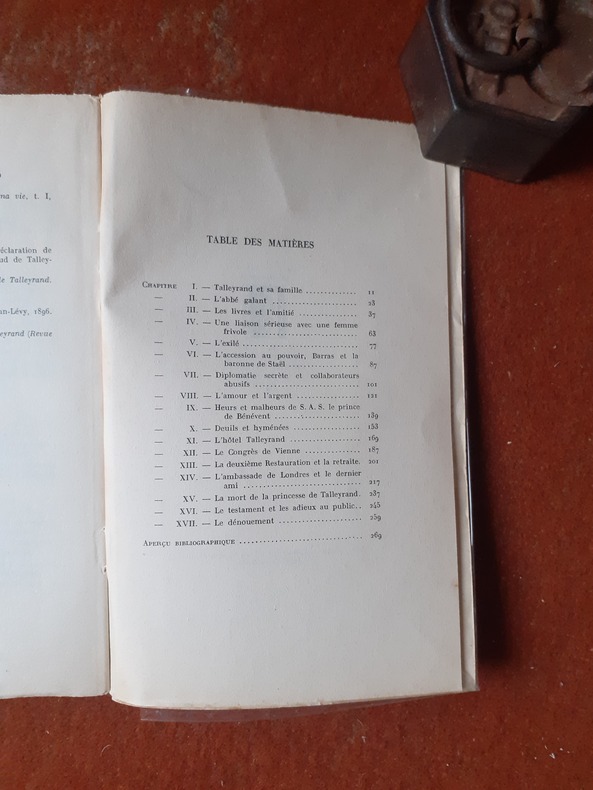 ma vie, t. I,
éclaration de
ud de Talley-
de Talleyrand.
n-Lévy, 1896.
leyrand (Revue
TABLE DES MATIÈRES
CHAPITRE I. — Talleyrand et sa famille .............. 11
— II. — L'abbé galant ....................... 23
— III. — Les livres et l'amitié ................. 37
— IV. — Une liaison sérieuse avec une femme
frivole ............................ 63
— V. — L'exilé .............................. 77
— VI. — L'accession au pouvoir, Barras et la
baronne de Staël ................... 87
— VII. — Diplomatie secrète et collaborateurs
abusifs ............................ 101
— VIII. — L'amour et l'argent ................. 121
— IX. — Heurs et malheurs de S. A. S. le prince
de Bénévent ....................... 139
— X. — Deuils et hyménées .................. 153
— XI. — L'hôtel Talleyrand .................. 169
— XII. — Le Congrès de Vienne ............... 187
— XIII. — La deuxième Restauration et la retraite. 201
— XIV. — L'ambassade de Londres et le dernier
ami ............................... 217
— XV. — La mort de la princesse de Talleyrand. 237
— XVI. — Le testament et les adieux au public.. 245
— XVII. — Le dénouement ..................... 259
APERÇU BIBLIOGRAPHIQUE ............................... 269